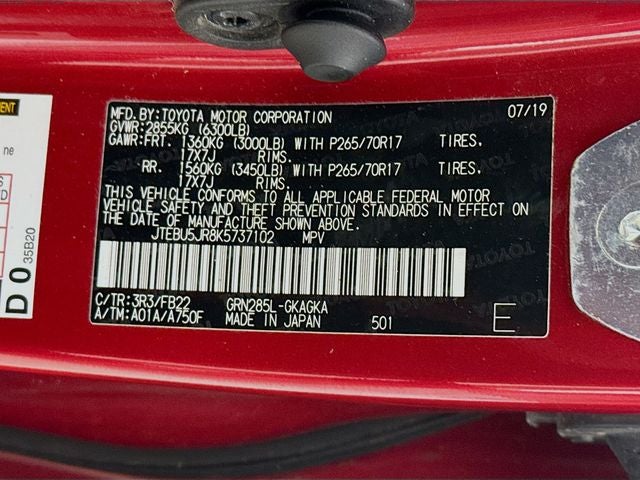 MFD.BY:TOYOTA MOTOR CORPORATION 07/19
GVWR:2855KG (6300LB)
GAWR:FRT. 1360KG (3000LB) WITH P265/70R17 TIRES.
17X7J RIMS.
RR. 1560KG (3450LB) WITH P265/70R17 TIRES.
17X7J RIMS.
THIS VEHICLE CONFORMS TO ALL APPLICABLE FEDERAL MOTOR
VEHICLE SAFETY AND THEFT PREVENTION STANDARDS IN EFFECT ON
THE DATE OF MANUFACTURE SHOWN ABOVE.
JTEBU5JR8K5737102 MPV
C/TR:3R3/FB22 GRN285L-GKAGKA
A/TM:A01A/A750F MADE IN JAPAN 501 E
ne
D 0 35B20